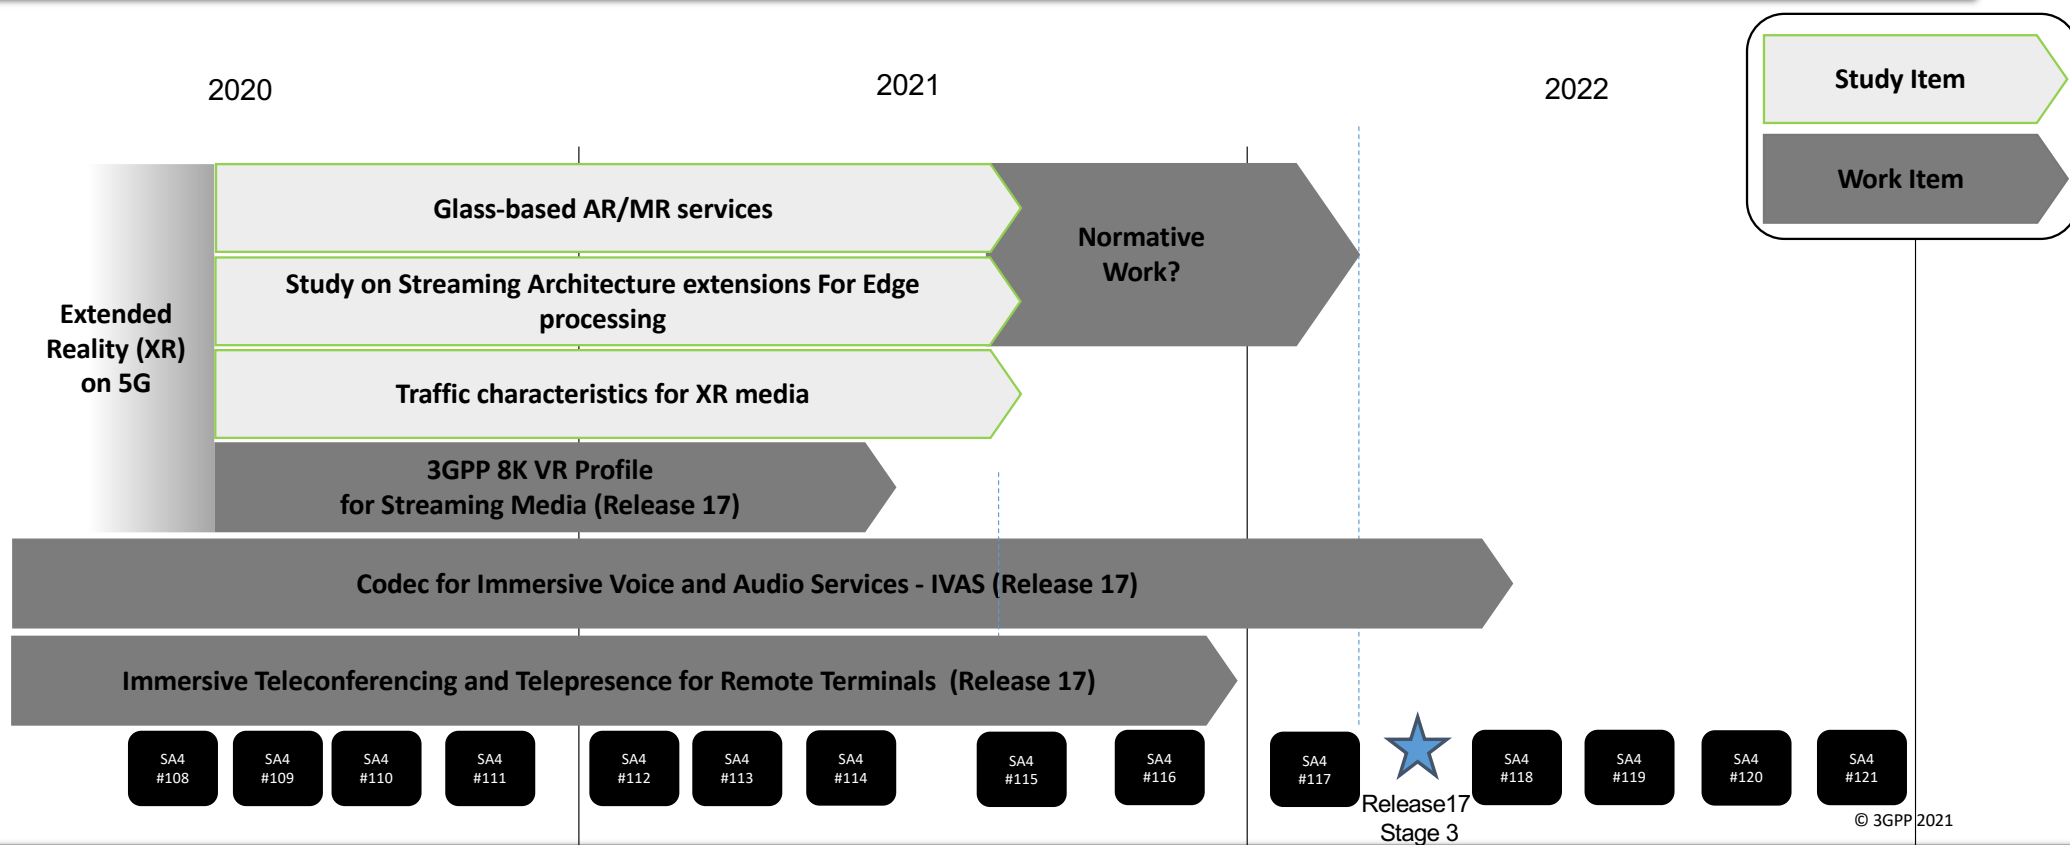 2020
2021
2022
Study Item
Work Item
Extended
Reality (XR)
on 5G
Glass-based AR/MR services
Study on Streaming Architecture extensions For Edge
processing
Traffic characteristics for XR media
Normative
Work?
3GPP 8K VR Profile
for Streaming Media (Release 17)
Codec for Immersive Voice and Audio Services - IVAS (Release 17)
Immersive Teleconferencing and Telepresence for Remote Terminals (Release 17)
SA4
#108
SA4
#109
SA4
#110
SA4
#111
SA4
#112
SA4
#113
SA4
#114
SA4
#115
SA4
#116
SA4
#117
Release17
Stage 3
SA4
#118
SA4
#119
SA4
#120
SA4
#121
© 3GPP 2021